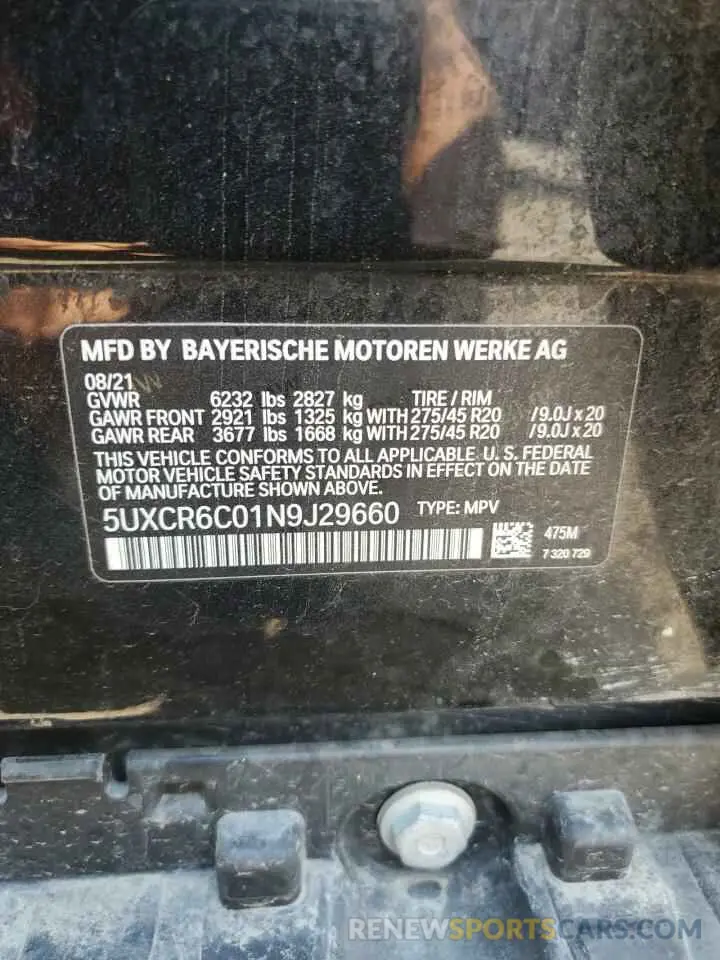 MFD BY BAYERISCHE MOTOREN WERKE AG
08/21
GVWR 6232 lbs 2827 kg TIRE / RIM
GAWR FRONT 2921 lbs 1325 kg WITH 275/45 R20 / 9.0J x 20
GAWR REAR 3677 lbs 1668 kg WITH 275/45 R20 / 9.0J x 20
THIS VEHICLE CONFORMS TO ALL APPLICABLE U. S. FEDERAL
MOTOR VEHICLE SAFETY STANDARDS IN EFFECT ON THE DATE
OF MANUFACTURE SHOWN ABOVE.
5UXCR6C01N9J29660 TYPE: MPV
475M
7 320 729
RENEWSPORTSCARS.COM